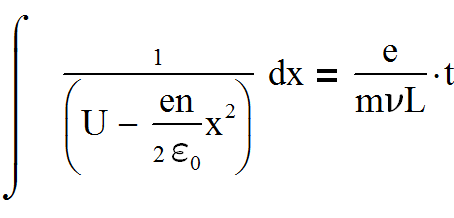 ∫ 1/(U − (en/2ε₀)x²) dx = (e/mνL)·t